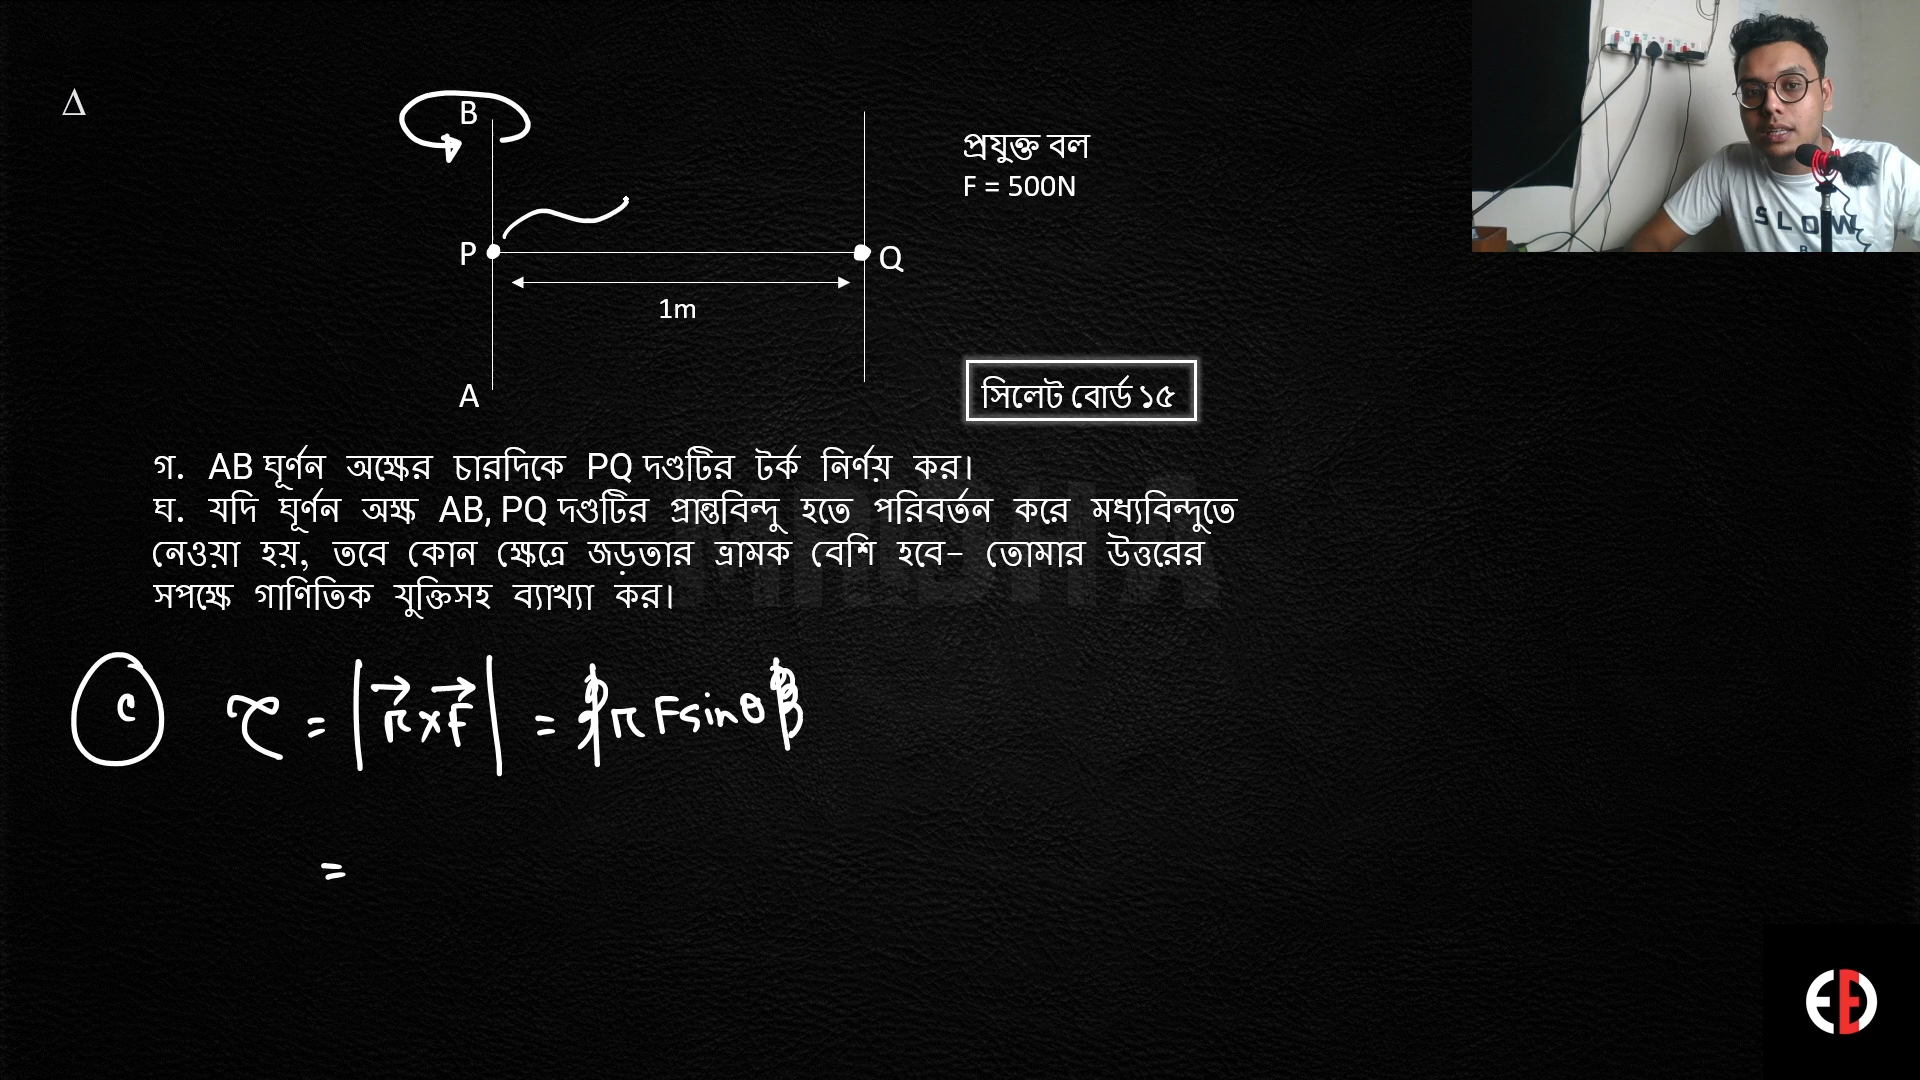 Δ
B
প্রযুক্ত বল
F = 500N
P
Q
1m
A
সিলেট বোর্ড ১৫
গ. AB ঘূর্ণন অক্ষের চারদিকে PQ দণ্ডটির টর্ক নির্ণয় কর।
ঘ. যদি ঘূর্ণন অক্ষ AB, PQ দণ্ডটির প্রান্তবিন্দু হতে পরিবর্তন করে মধ্যবিন্দুতে
নেওয়া হয়, তবে কোন ক্ষেত্রে জড়তার ভ্রামক বেশি হবে– তোমার উত্তরের
সপক্ষে গাণিতিক যুক্তিসহ ব্যাখ্যা কর।
c τ = |r⃗ × F⃗| = r F sin θ
=
SLOW